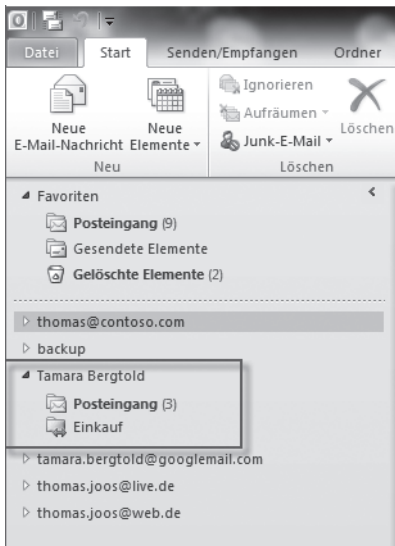 Datei Start Senden/Empfangen Ordner
Neue E-Mail-Nachricht
Neue Elemente
Neu
Ignorieren
Aufräumen
Junk-E-Mail
Löschen
Löschen
Favoriten
Posteingang (9)
Gesendete Elemente
Gelöschte Elemente (2)
thomas@contoso.com
backup
Tamara Bergtold
Posteingang (3)
Einkauf
tamara.bergtold@googlemail.com
thomas.joos@live.de
thomas.joos@web.de